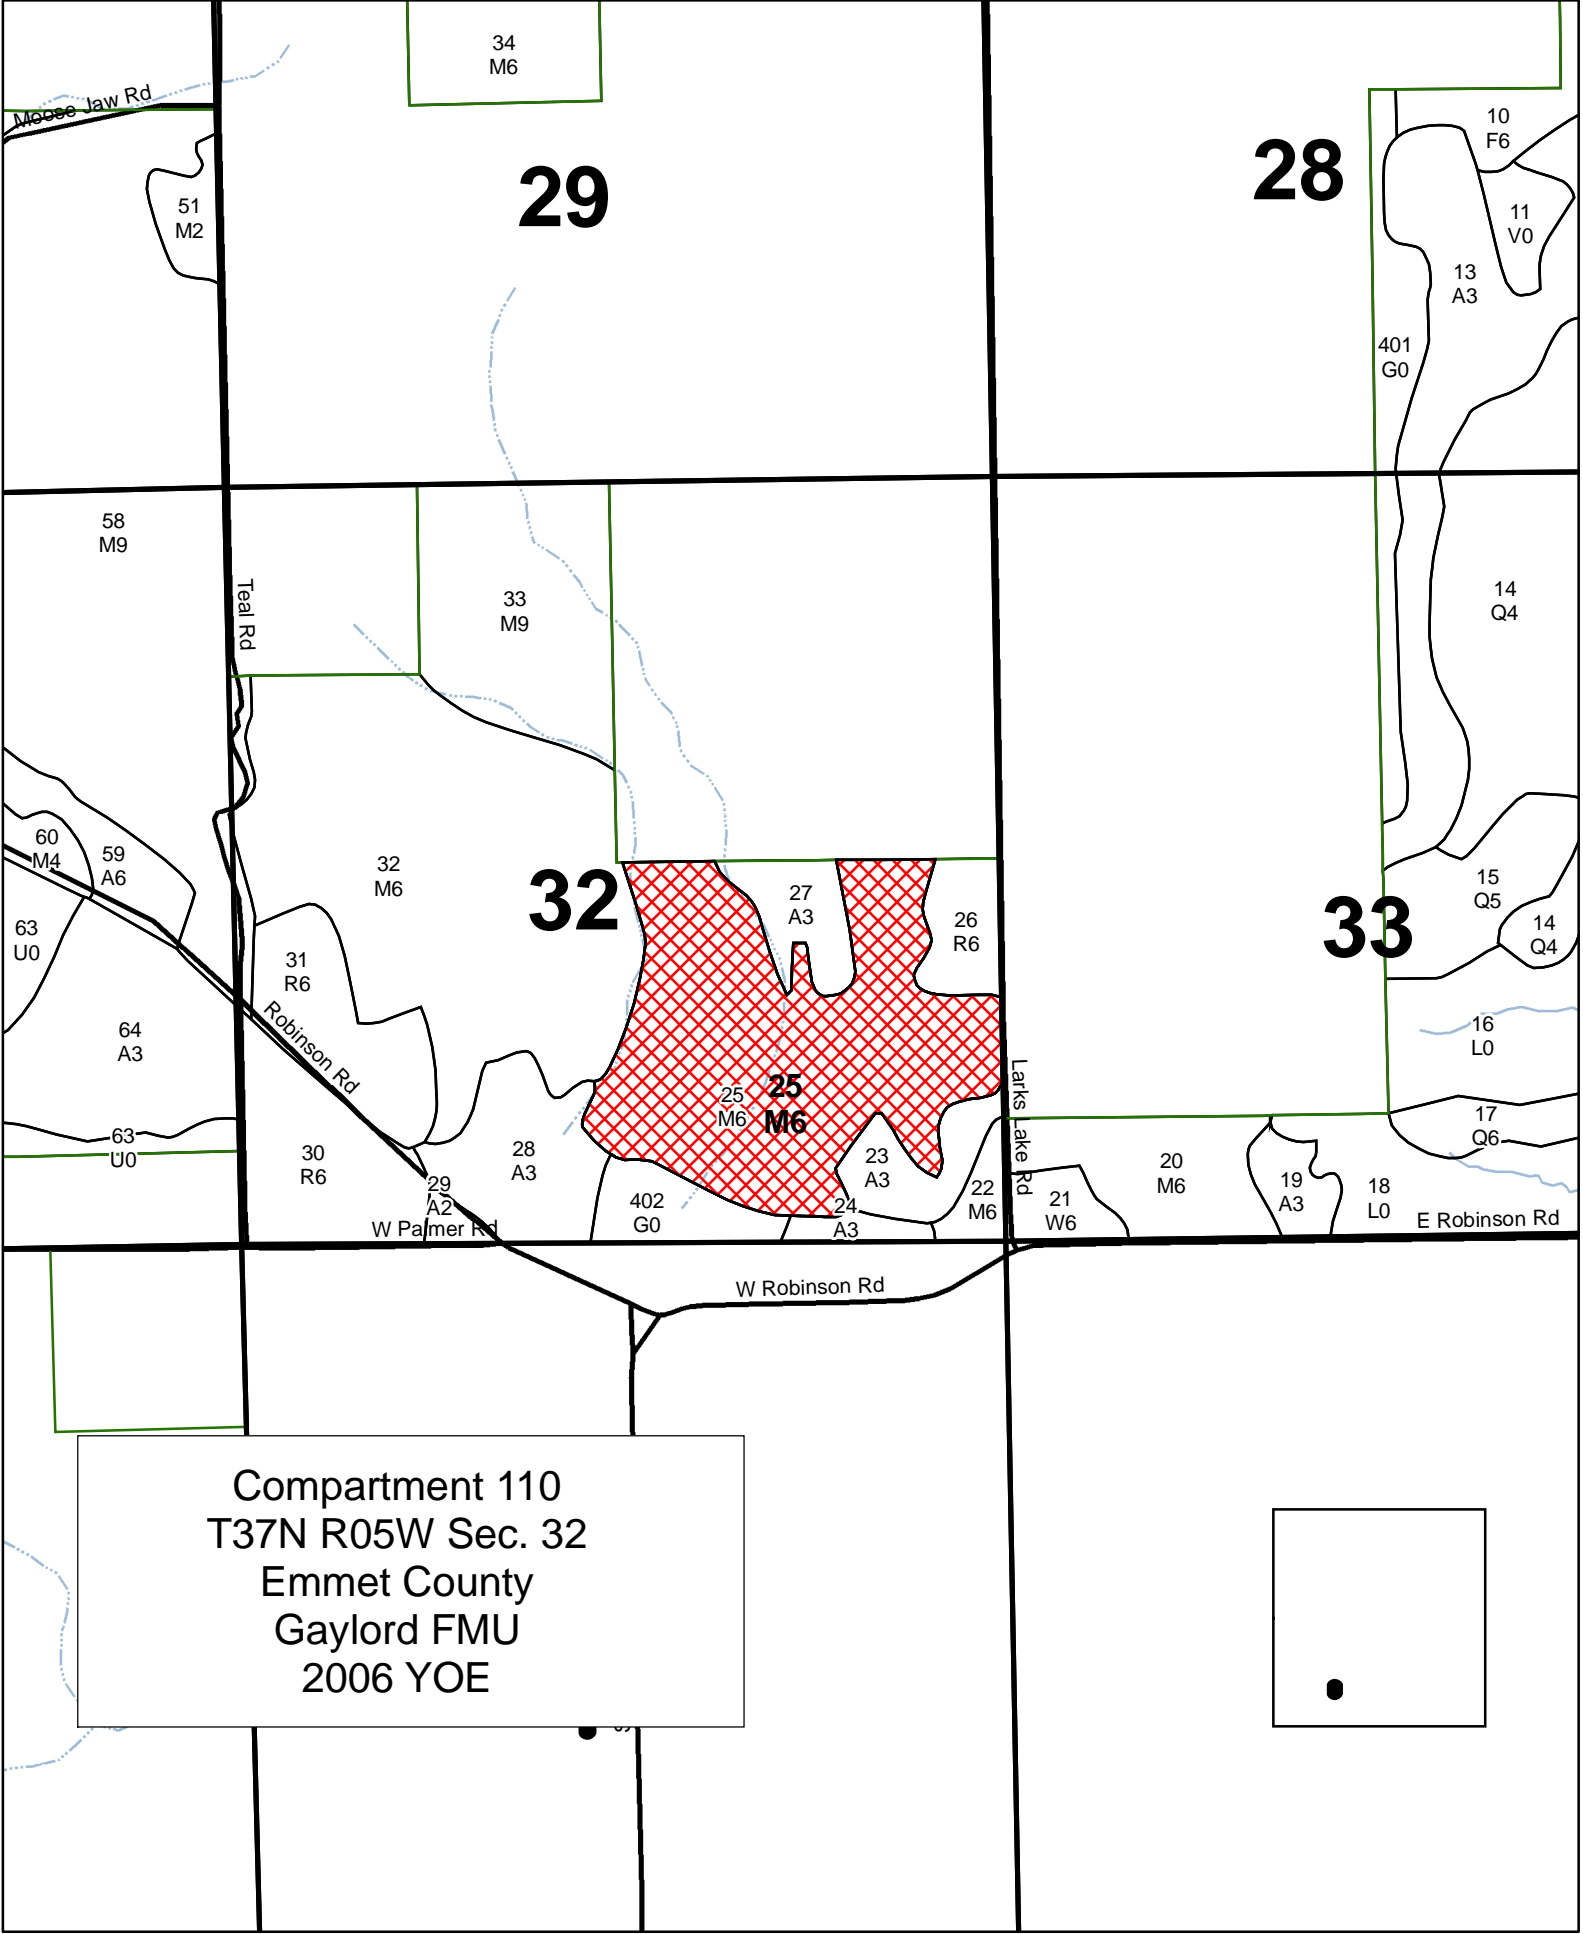 34
M6
Moose Jaw Rd
10
F6
29
28
51
M2
11
V0
13
A3
401
G0
58
M9
Teal Rd
33
M9
14
Q4
60
M4
59
A6
32
M6
32
27
A3
26
R6
15
Q5
33
14
Q4
63
U0
31
R6
64
A3
Robinson Rd
16
L0
25
M6
25
M6
Larks Lake Rd
17
Q6
63
U0
30
R6
28
A3
23
A3
20
M6
29
A2
402
G0
24
A3
22
M6
21
W6
19
A3
18
L0
W Palmer Rd
E Robinson Rd
W Robinson Rd
Compartment 110
T37N R05W Sec. 32
Emmet County
Gaylord FMU
2006 YOE